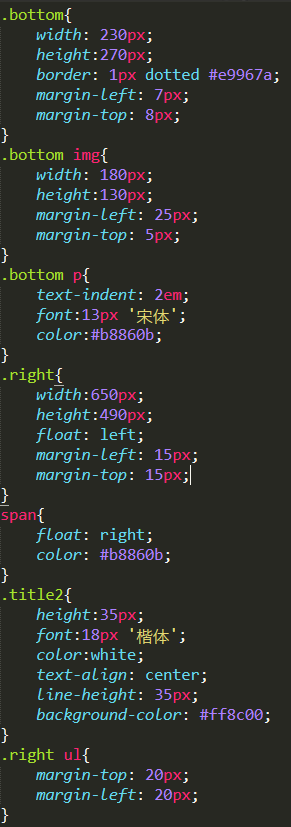 .bottom{
    width: 230px;
    height:270px;
    border: 1px dotted #e9967a;
    margin-left: 7px;
    margin-top: 8px;
}
.bottom img{
    width: 180px;
    height:130px;
    margin-left: 25px;
    margin-top: 5px;
}
.bottom p{
    text-indent: 2em;
    font:13px '宋体';
    color:#b8860b;
}
.right{
    width:650px;
    height:490px;
    float: left;
    margin-left: 15px;
    margin-top: 15px;
}
span{
    float: right;
    color: #b8860b;
}
.title2{
    height:35px;
    font:18px '楷体';
    color:white;
    text-align: center;
    line-height: 35px;
    background-color: #ff8c00;
}
.right ul{
    margin-top: 20px;
    margin-left: 20px;
}